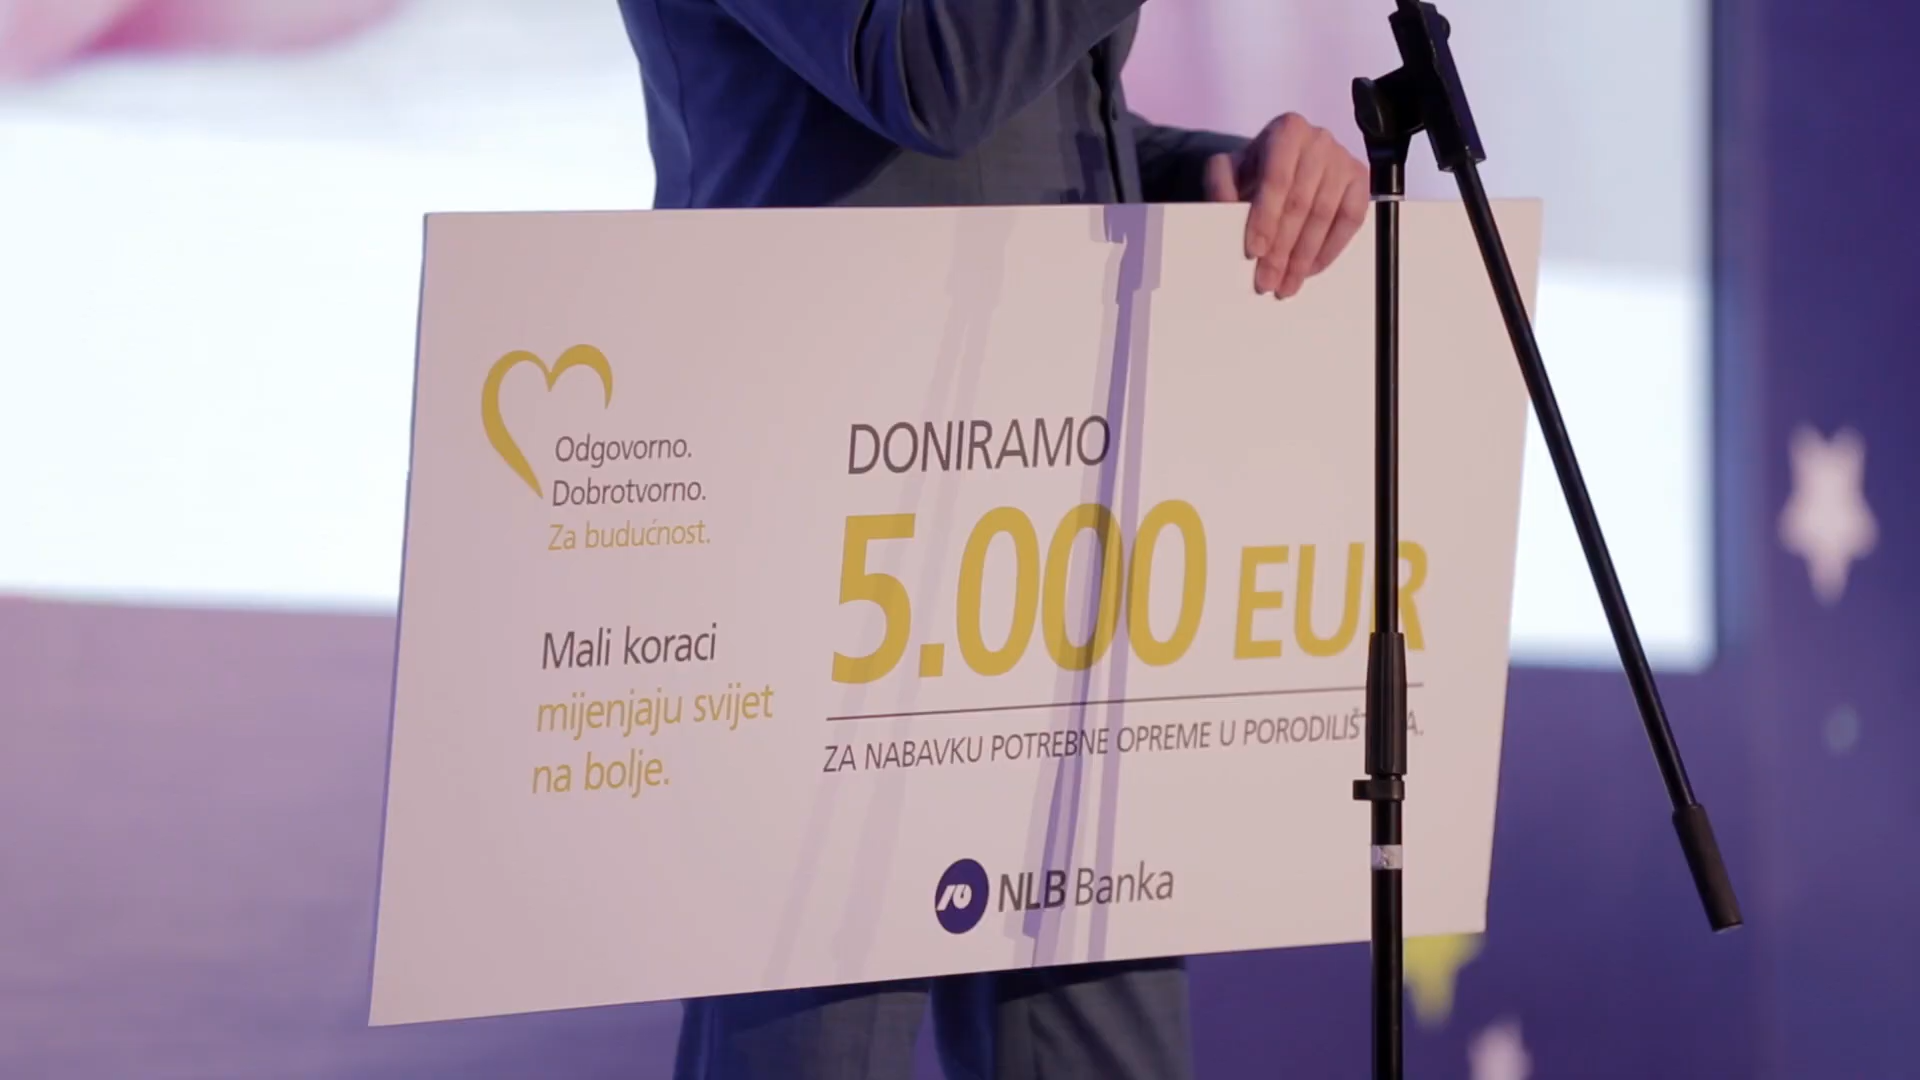 Odgovorno.
Dobrotvorno.
Za budućnost.
Mali koraci
mijenjaju svijet
na bolje.
DONIRAMO
5.000 EUR
ZA NABAVKU POTREBNE OPREME U
NLB Banka